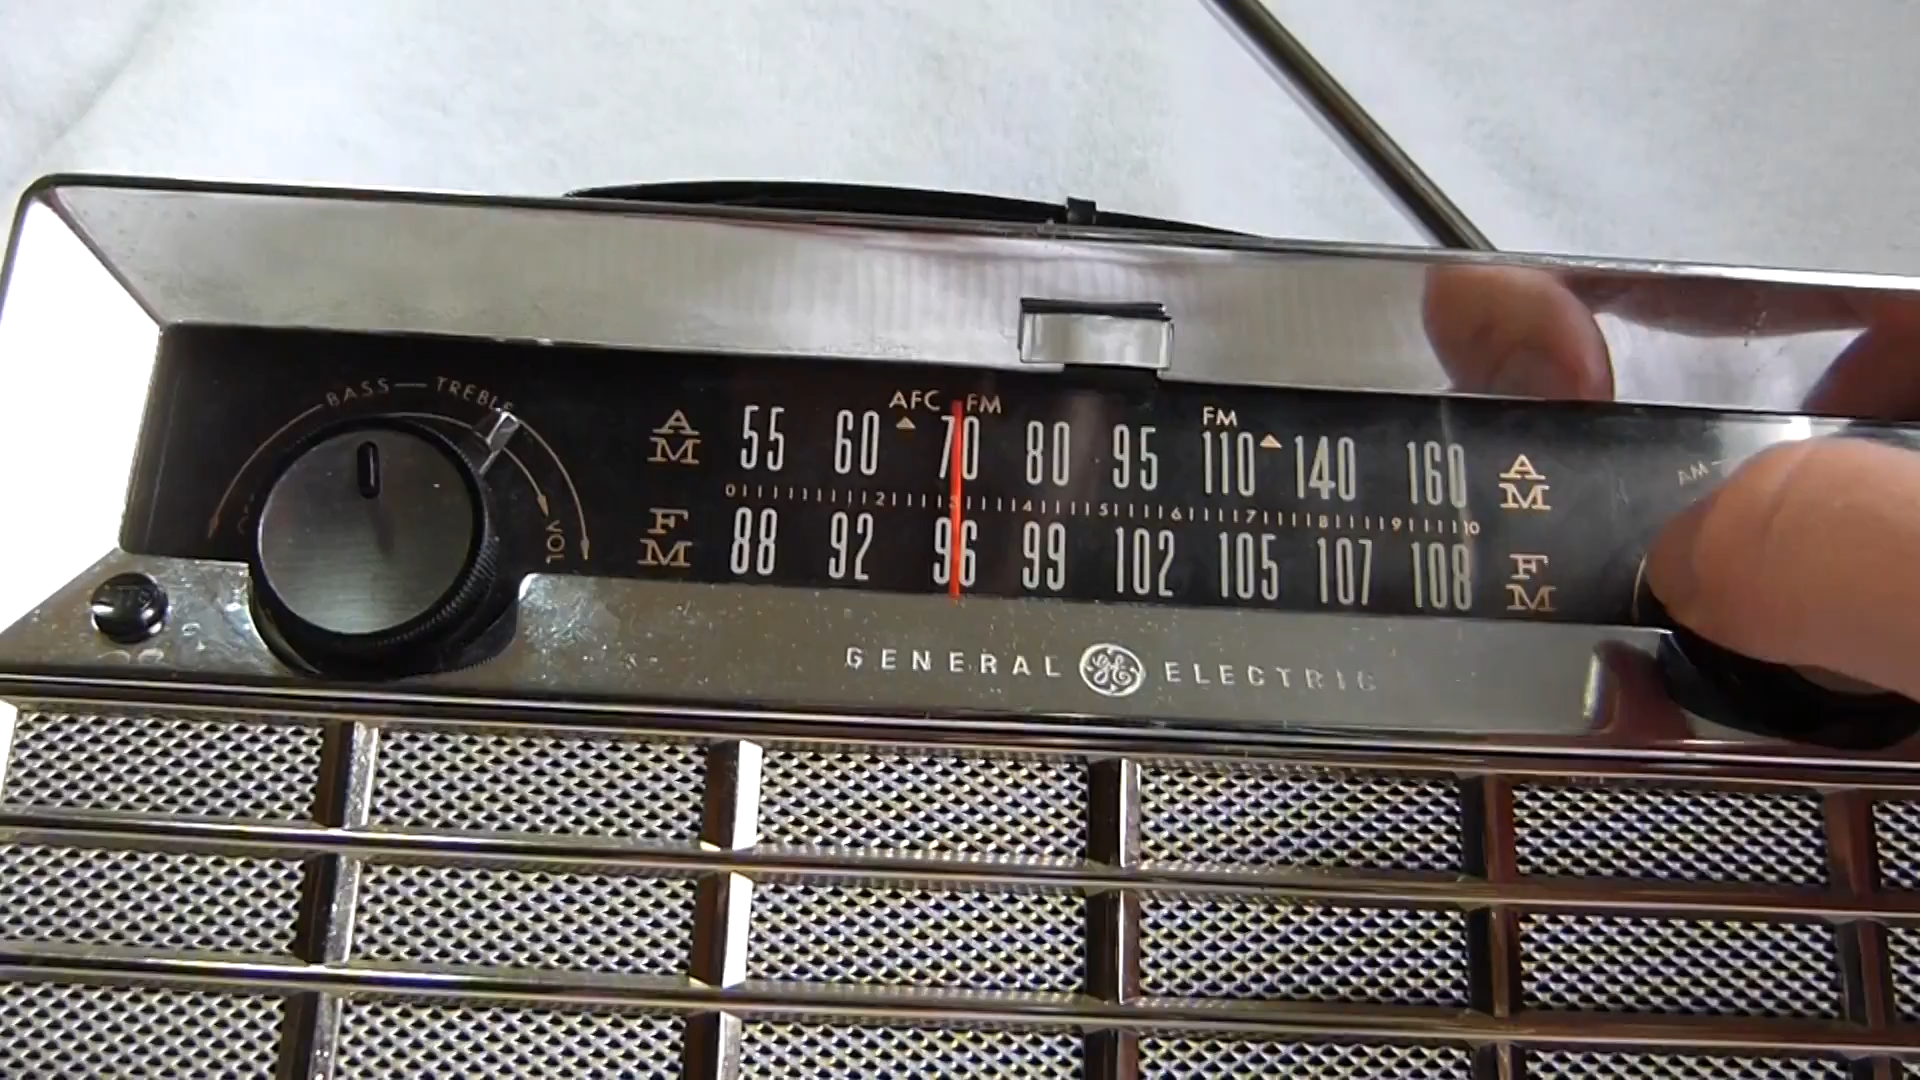 BASS TREBLE
VOL
AFC FM FM
AM 55 60 70 80 95 110 140 160 AM
0 2 3 4 5 6 7 8 9 10
FM 88 92 96 99 102 105 107 108 FM
AM
GENERAL GE ELECTRIC